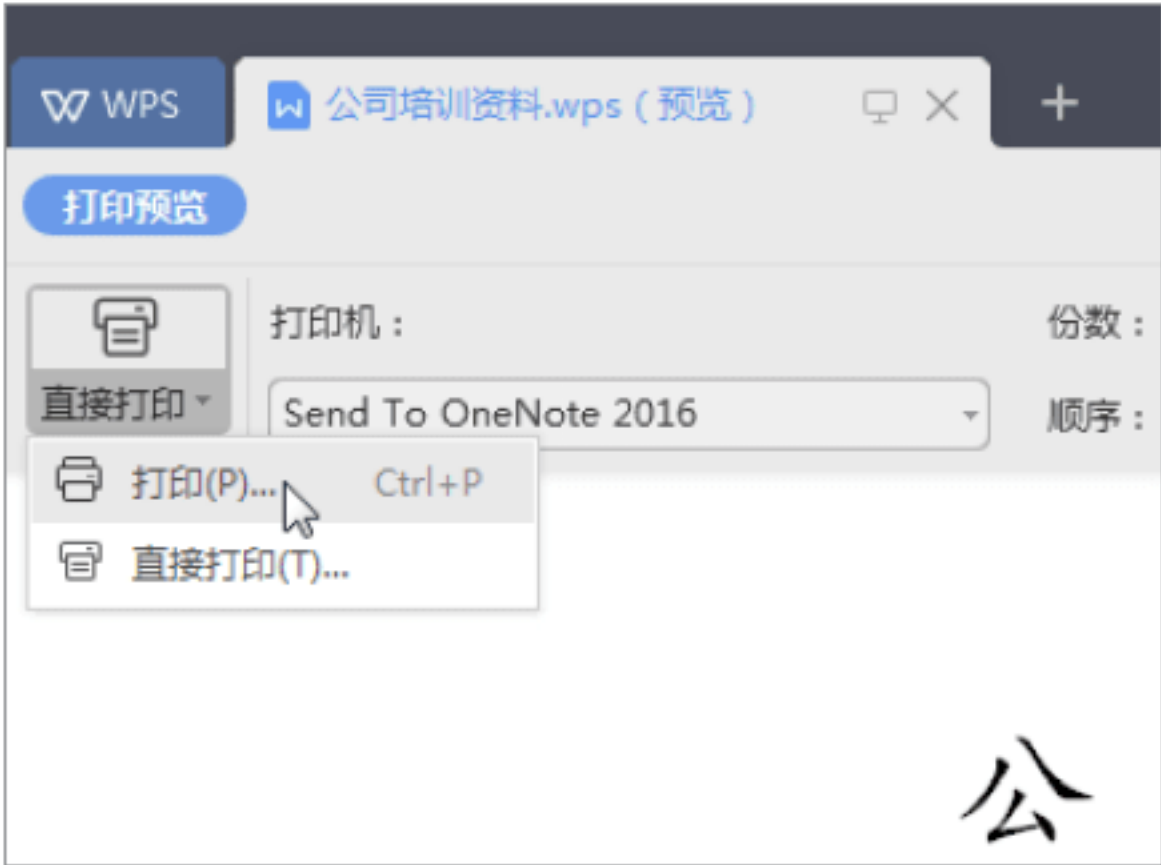 WPS 公司培训资料.wps（预览）
打印预览
打印机： 份数：
直接打印 Send To OneNote 2016 顺序：
打印(P)... Ctrl+P
直接打印(T)...
公